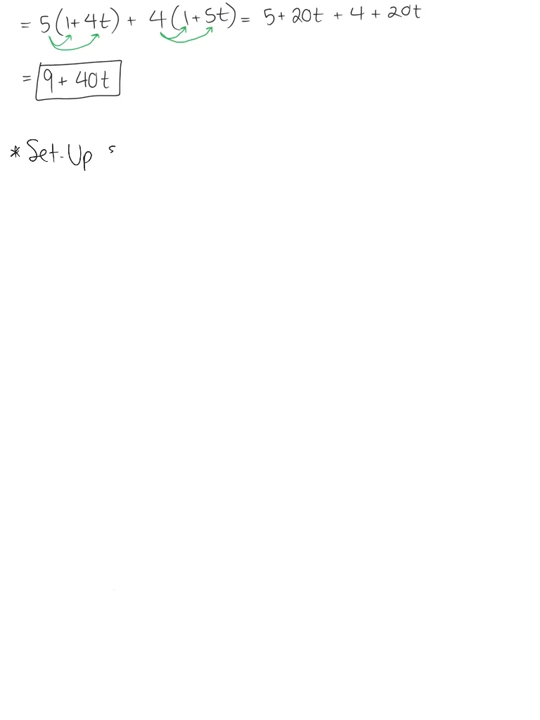 = 5(1+4t) + 4(1+5t) = 5+20t + 4 + 20t
= 9+ 40t
* Set-Up s